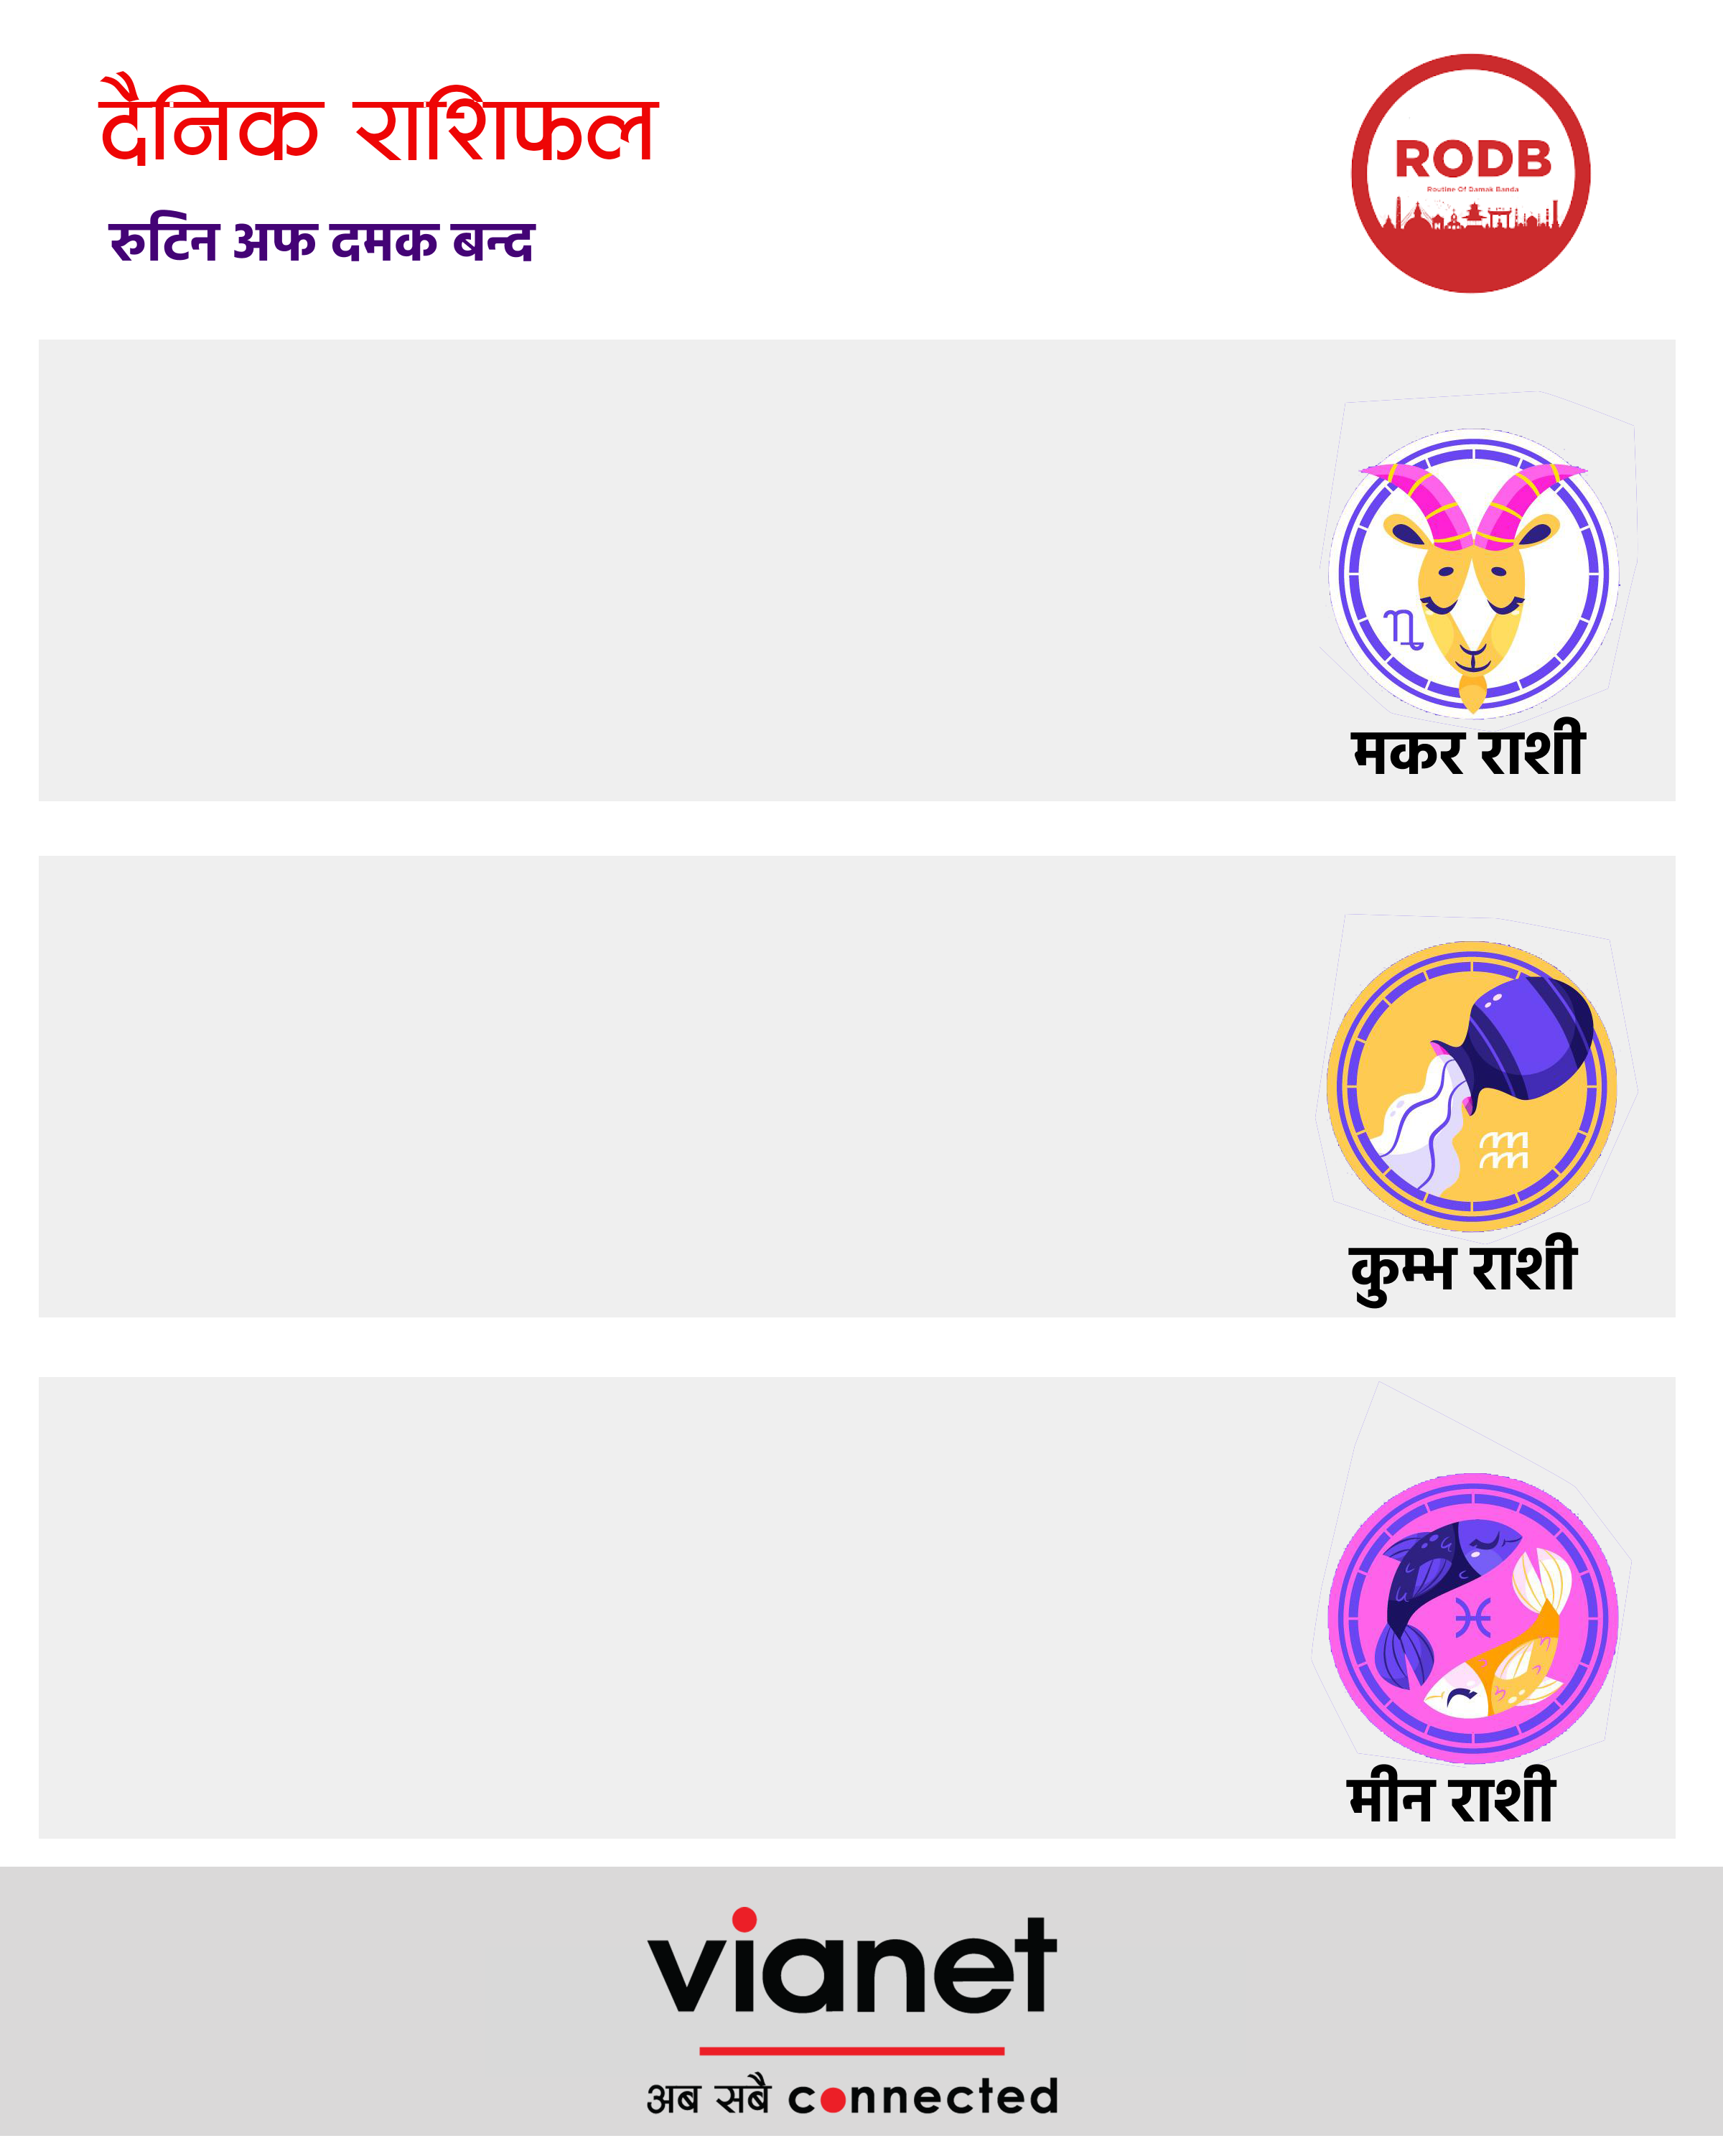 दैनिक राशिफल
रुटिन अफ दमक बन्द
RODB
Routine Of Damak Banda
मकर राशी
कुम्भ राशी
मीन राशी
vianet
अब सबै connected